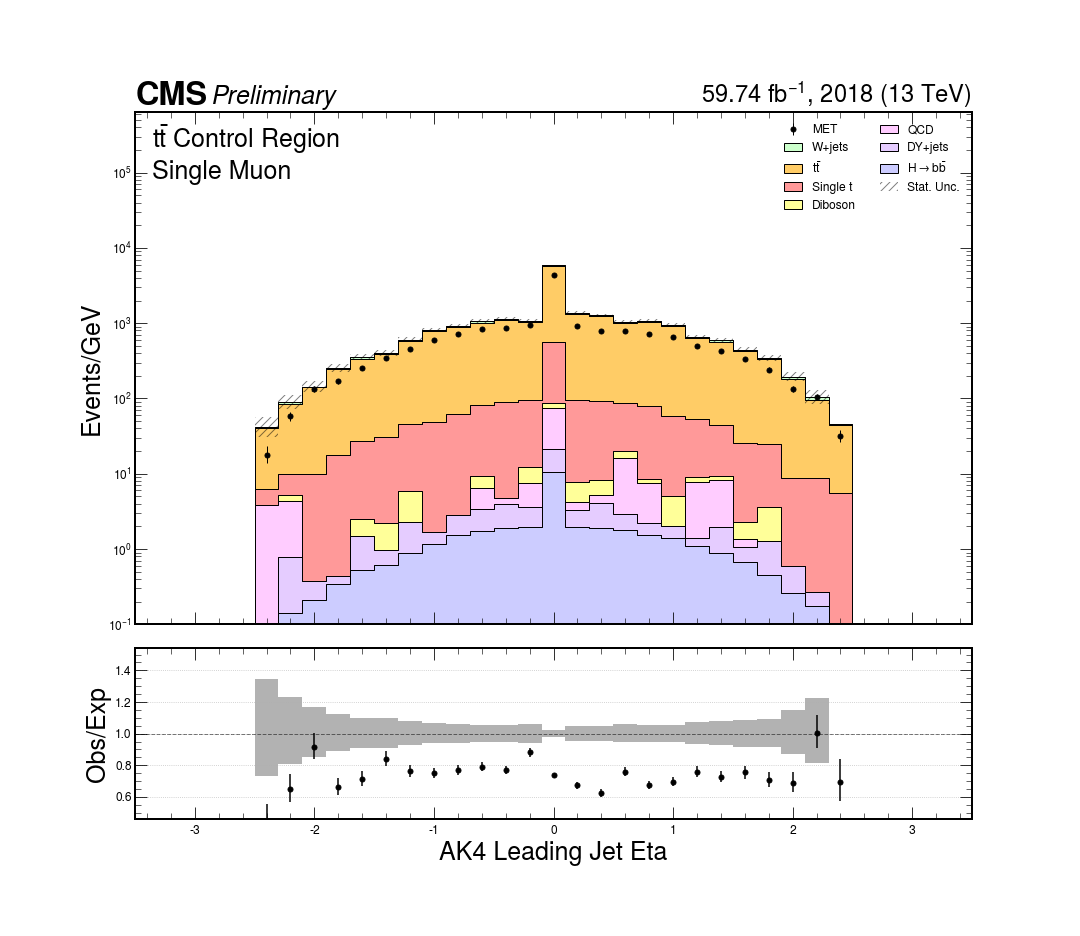 CMS Preliminary 59.74 fb⁻¹, 2018 (13 TeV)
tt̄ Control Region
Single Muon
MET
W+jets
tt̄
Single t
Diboson
QCD
DY+jets
H→bb̄
Stat. Unc.
Events/GeV
10⁵
10⁴
10³
10²
10¹
10⁰
10⁻¹
Obs/Exp
1.4
1.2
1.0
0.8
0.6
-3 -2 -1 0 1 2 3
AK4 Leading Jet Eta